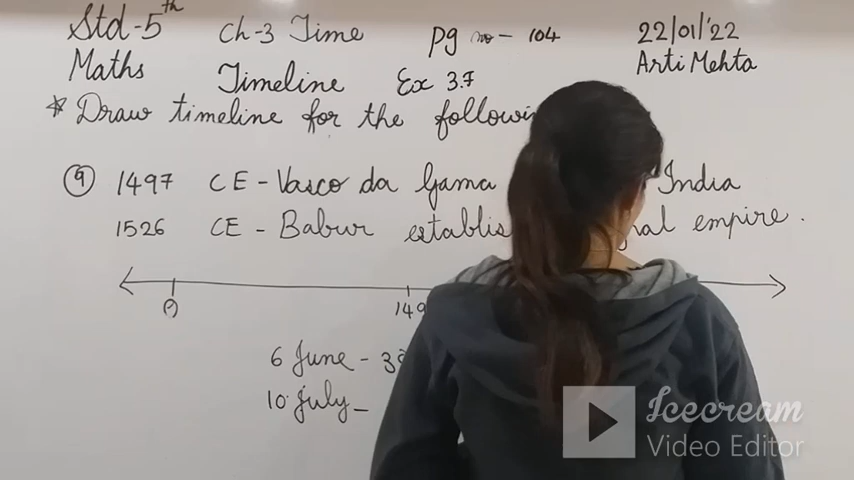 Std-5th Ch-3 Time pg no- 104 22/01/'22
Maths Timeline Ex 3.7 Arti Mehta
* Draw timeline for the
9 1497 CE - Vasco da Gama India
1526 CE - Babur empire.
0
6 June -
10 July -
Icecream
Video Editor